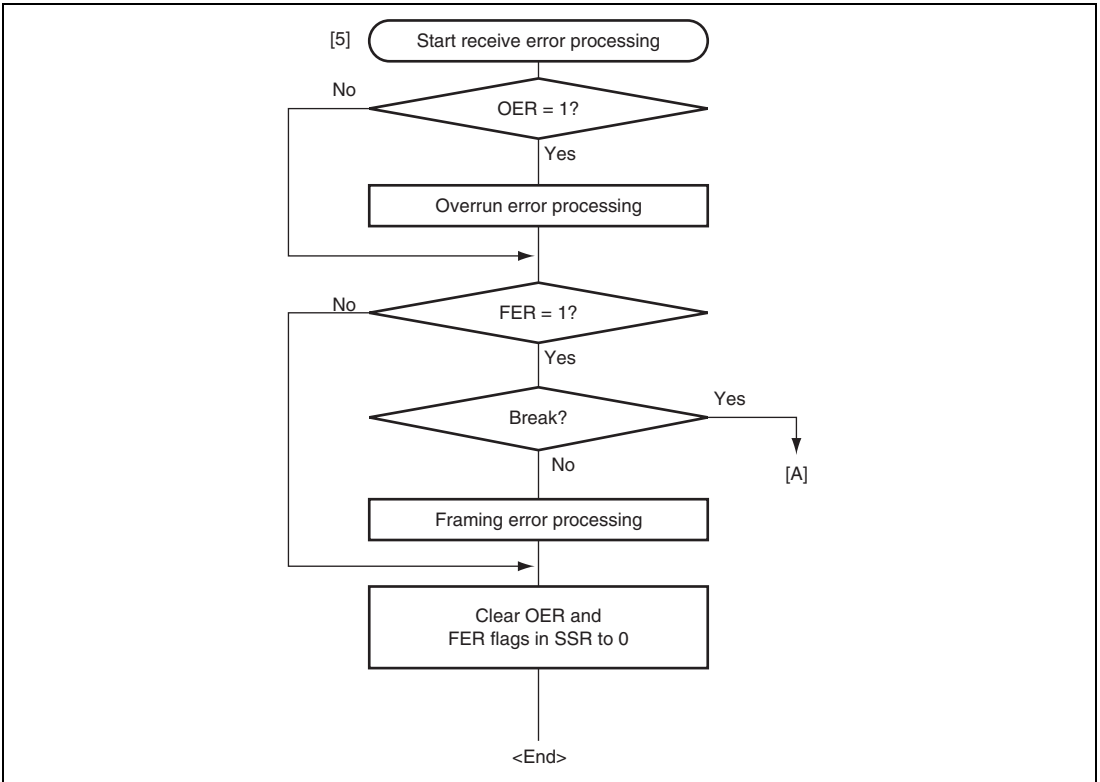 [5]
Start receive error processing
No
OER = 1?
Yes
Overrun error processing
No
FER = 1?
Yes
Break?
Yes
No
[A]
Framing error processing
Clear OER and
FER flags in SSR to 0
<End>